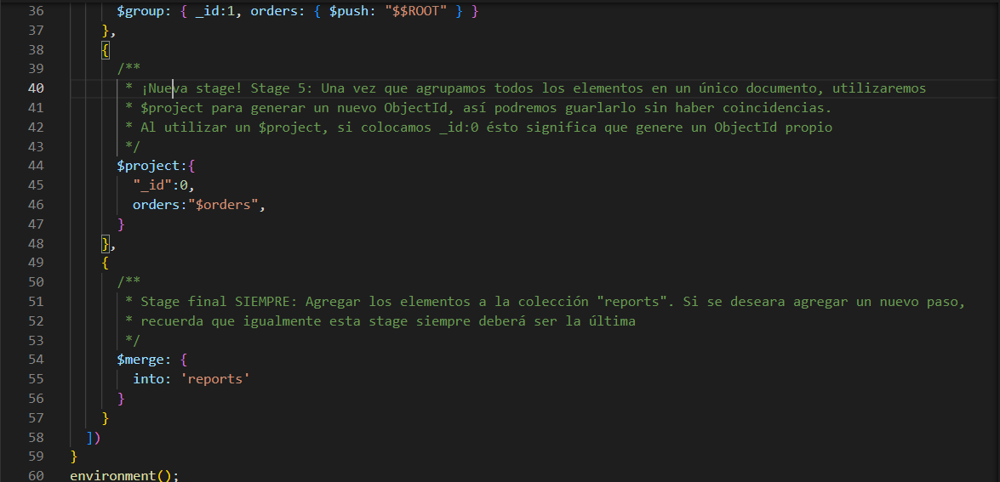 36 $group: { _id:1, orders: { $push: "$$ROOT" } }
37 },
38 {
39 /**
40 * ¡Nueva stage! Stage 5: Una vez que agrupamos todos los elementos en un único documento, utilizaremos
41 * $project para generar un nuevo ObjectId, así podremos guarlarlo sin haber coincidencias.
42 * Al utilizar un $project, si colocamos _id:0 ésto significa que genere un ObjectId propio
43 */
44 $project:{
45 "_id":0,
46 orders:"$orders",
47 }
48 },
49 {
50 /**
51 * Stage final SIEMPRE: Agregar los elementos a la colección "reports". Si se deseara agregar un nuevo paso,
52 * recuerda que igualmente esta stage siempre deberá ser la última
53 */
54 $merge: {
55 into: 'reports'
56 }
57 }
58 ])
59 }
60 environment();